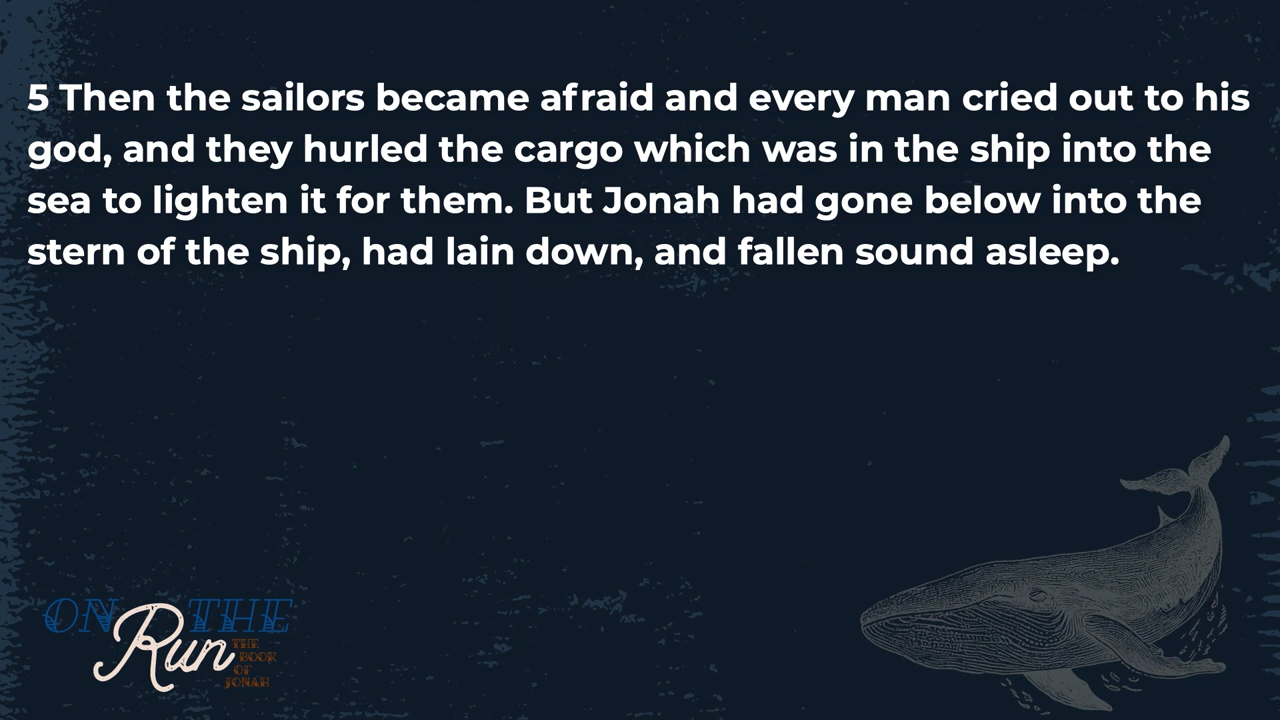 5 Then the sailors became afraid and every man cried out to his
god, and they hurled the cargo which was in the ship into the
sea to lighten it for them. But Jonah had gone below into the
stern of the ship, had lain down, and fallen sound asleep.
ON THE
Run
THE
BOOK
OF
JONAH